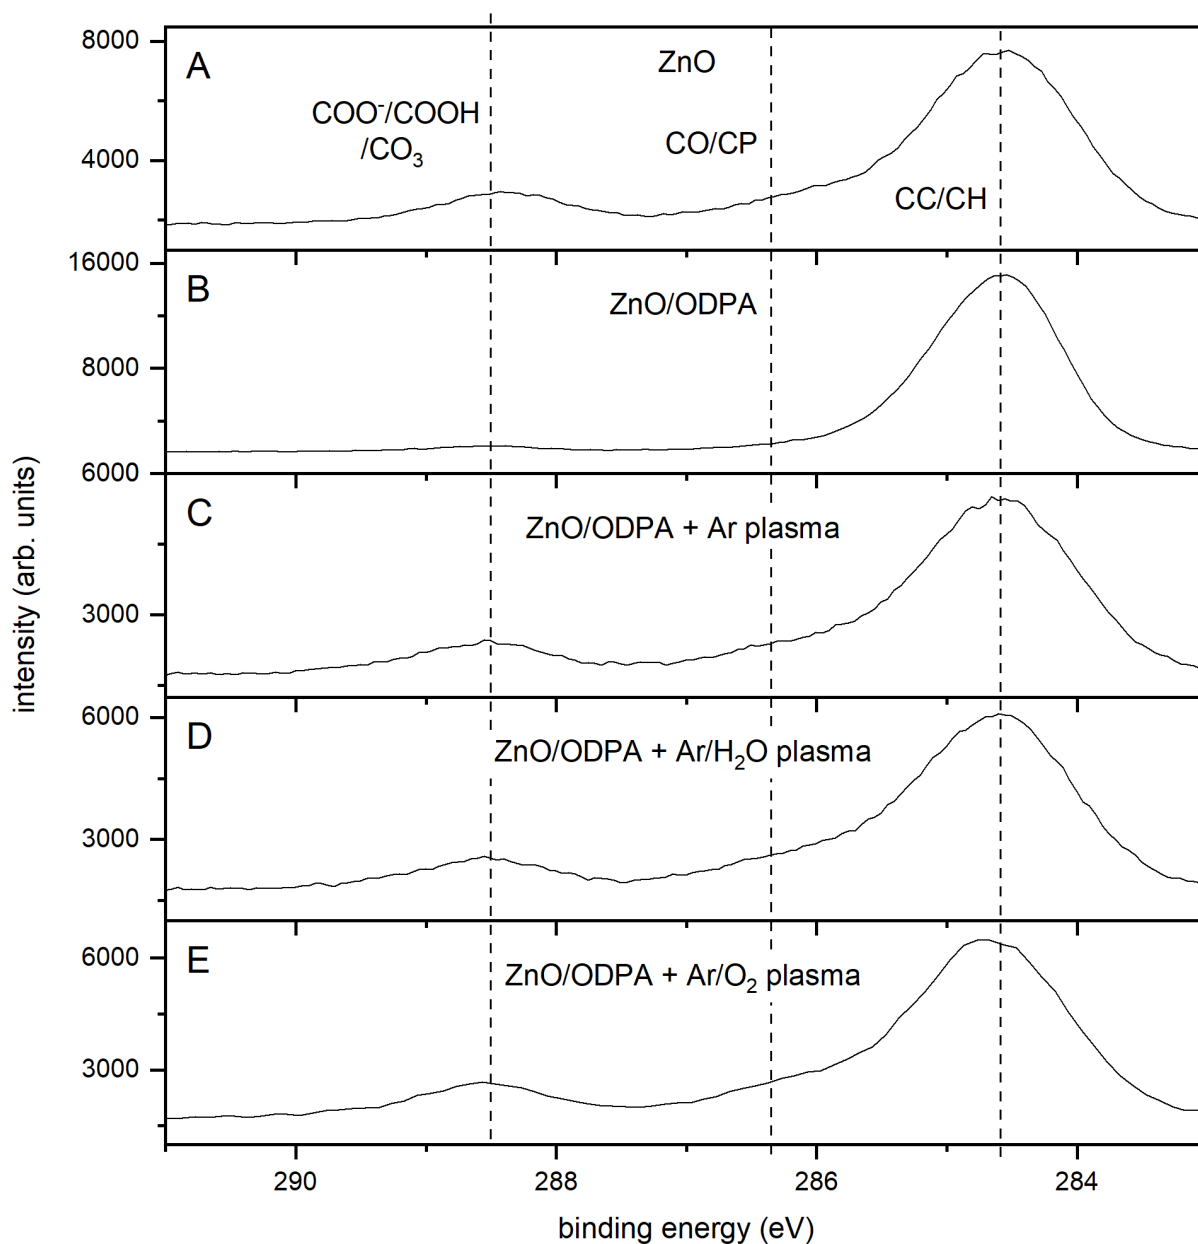 8000
A
ZnO
COO⁻/COOH
/CO₃
CO/CP
4000
CC/CH
16000
B
ZnO/ODPA
8000
6000
C
ZnO/ODPA + Ar plasma
3000
6000
D
ZnO/ODPA + Ar/H₂O plasma
3000
E
6000
ZnO/ODPA + Ar/O₂ plasma
3000
290 288 286 284
binding energy (eV)
intensity (arb. units)